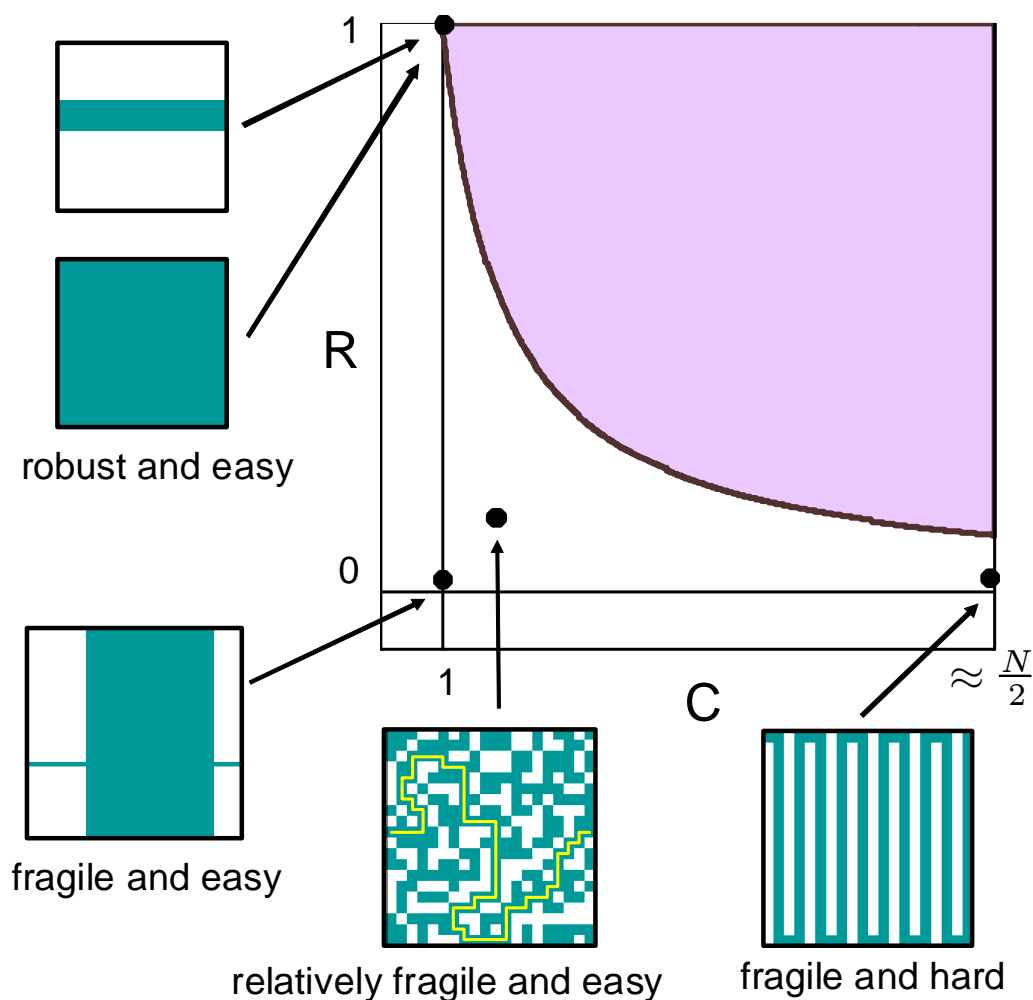 1
R
robust and easy
0
1
C
≈ N/2
fragile and easy
relatively fragile and easy
fragile and hard